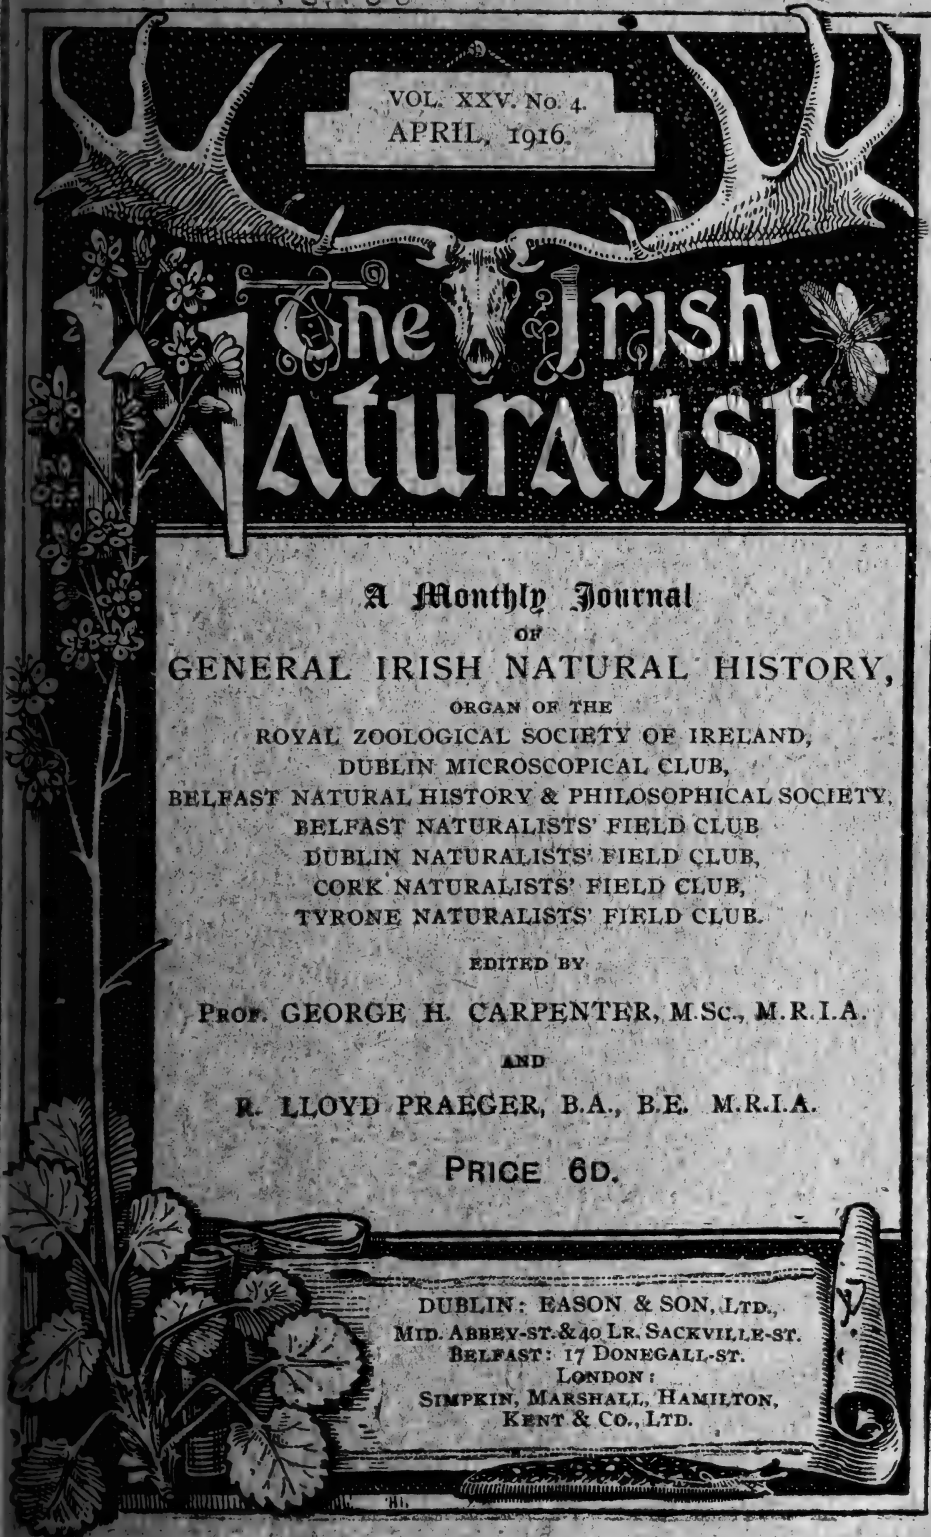 VOL. XXV. No. 4.
APRIL, 1916.
The Irish
Naturalist
A Monthly Journal
OF
GENERAL IRISH NATURAL HISTORY,
ORGAN OF THE
ROYAL ZOOLOGICAL SOCIETY OF IRELAND,
DUBLIN MICROSCOPICAL CLUB,
BELFAST NATURAL HISTORY & PHILOSOPHICAL SOCIETY,
BELFAST NATURALISTS' FIELD CLUB
DUBLIN NATURALISTS' FIELD CLUB,
CORK NATURALISTS' FIELD CLUB,
TYRONE NATURALISTS' FIELD CLUB.
EDITED BY
PROF. GEORGE H. CARPENTER, M.Sc., M.R.I.A.
AND
R. LLOYD PRAEGER, B.A., B.E. M.R.I.A.
PRICE 6D.
DUBLIN: EASON & SON, LTD.,
MID. ABBEY-ST. & 40 LR. SACKVILLE-ST.
BELFAST: 17 DONEGALL-ST.
LONDON:
SIMPKIN, MARSHALL, HAMILTON,
KENT & CO., LTD.